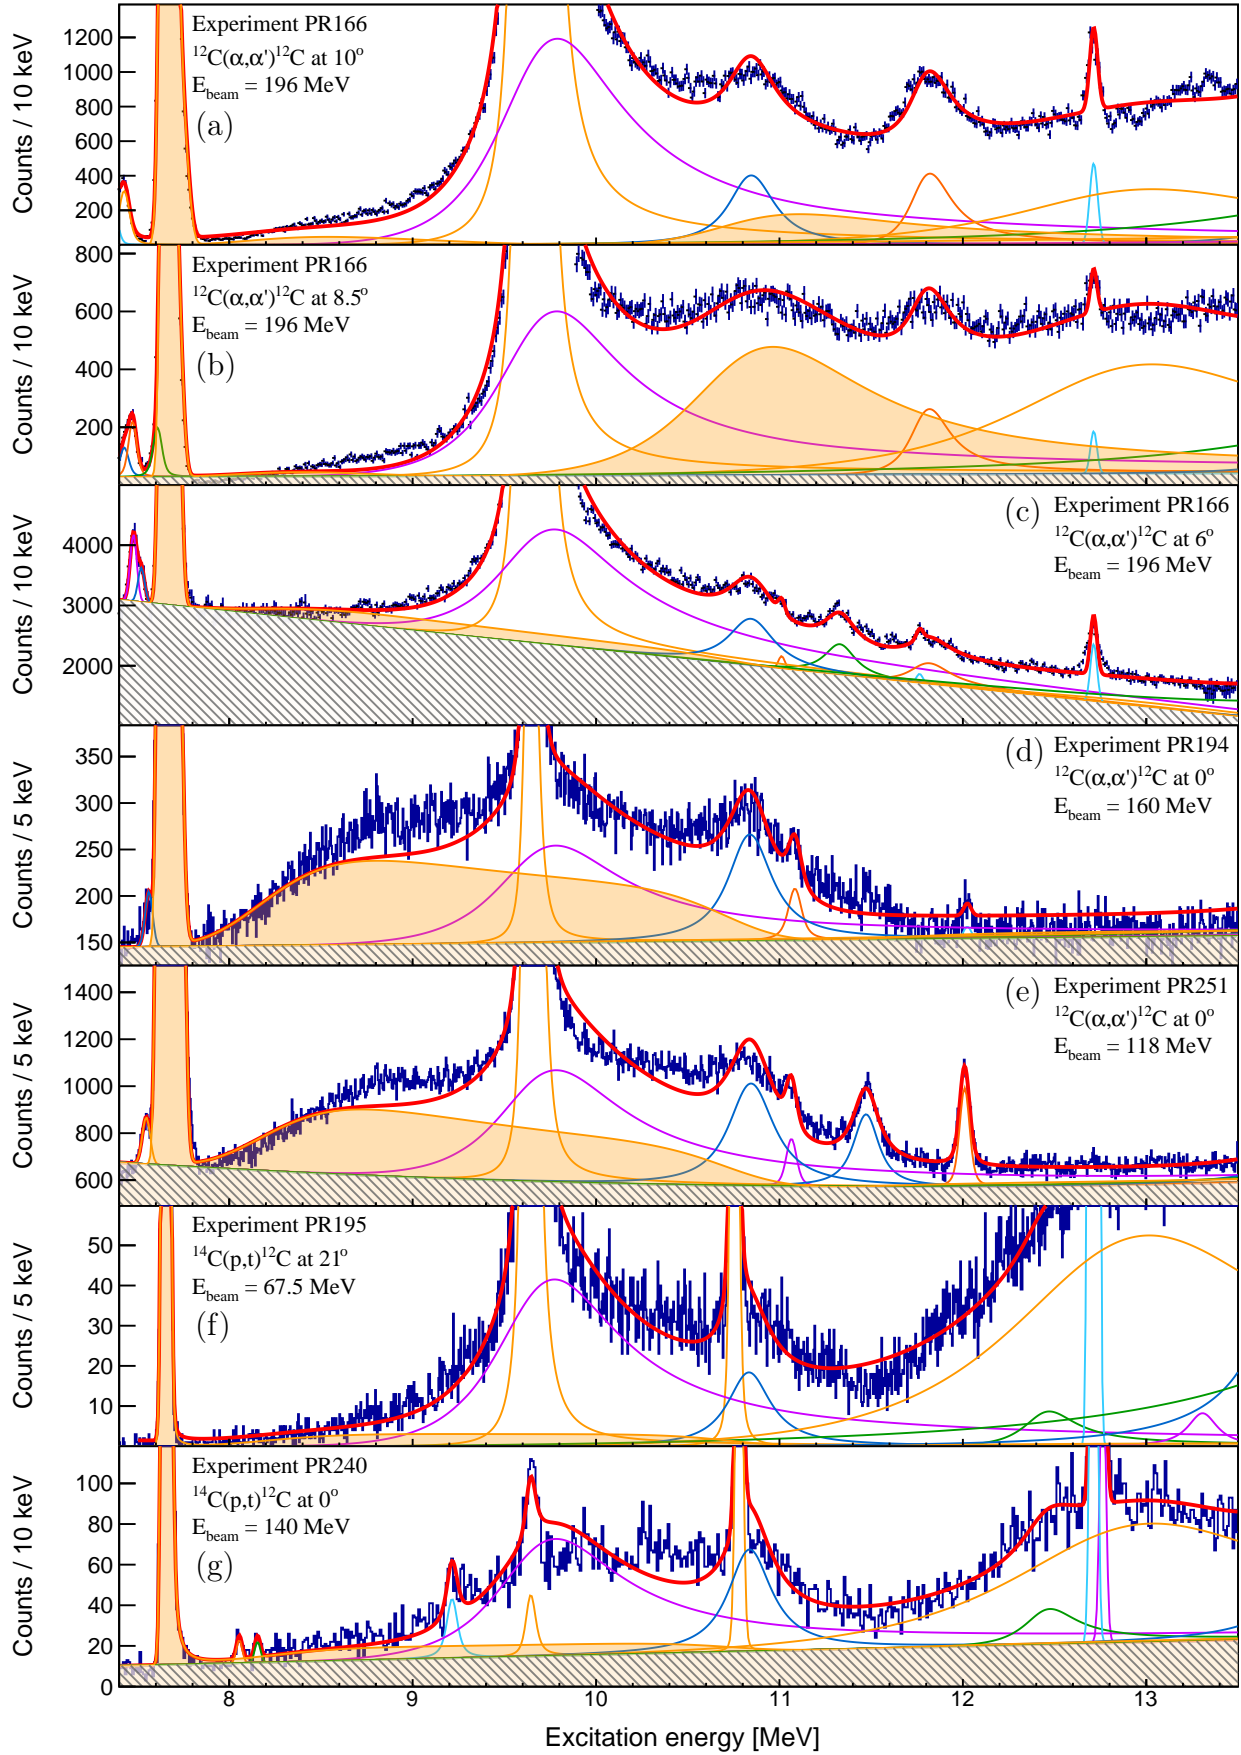 Counts / 10 keV
1200
1000
800
600
400
200
Experiment PR166
¹²C(α,α')¹²C at 10°
E_beam = 196 MeV
(a)
Counts / 10 keV
800
600
400
200
Experiment PR166
¹²C(α,α')¹²C at 8.5°
E_beam = 196 MeV
(b)
Counts / 10 keV
4000
3000
2000
(c) Experiment PR166
¹²C(α,α')¹²C at 6°
E_beam = 196 MeV
Counts / 5 keV
350
300
250
200
150
(d) Experiment PR194
¹²C(α,α')¹²C at 0°
E_beam = 160 MeV
Counts / 5 keV
1400
1200
1000
800
600
(e) Experiment PR251
¹²C(α,α')¹²C at 0°
E_beam = 118 MeV
Counts / 5 keV
50
40
30
20
10
Experiment PR195
¹⁴C(p,t)¹²C at 21°
E_beam = 67.5 MeV
(f)
Counts / 10 keV
100
80
60
40
20
0
Experiment PR240
¹⁴C(p,t)¹²C at 0°
E_beam = 140 MeV
(g)
8 9 10 11 12 13
Excitation energy [MeV]